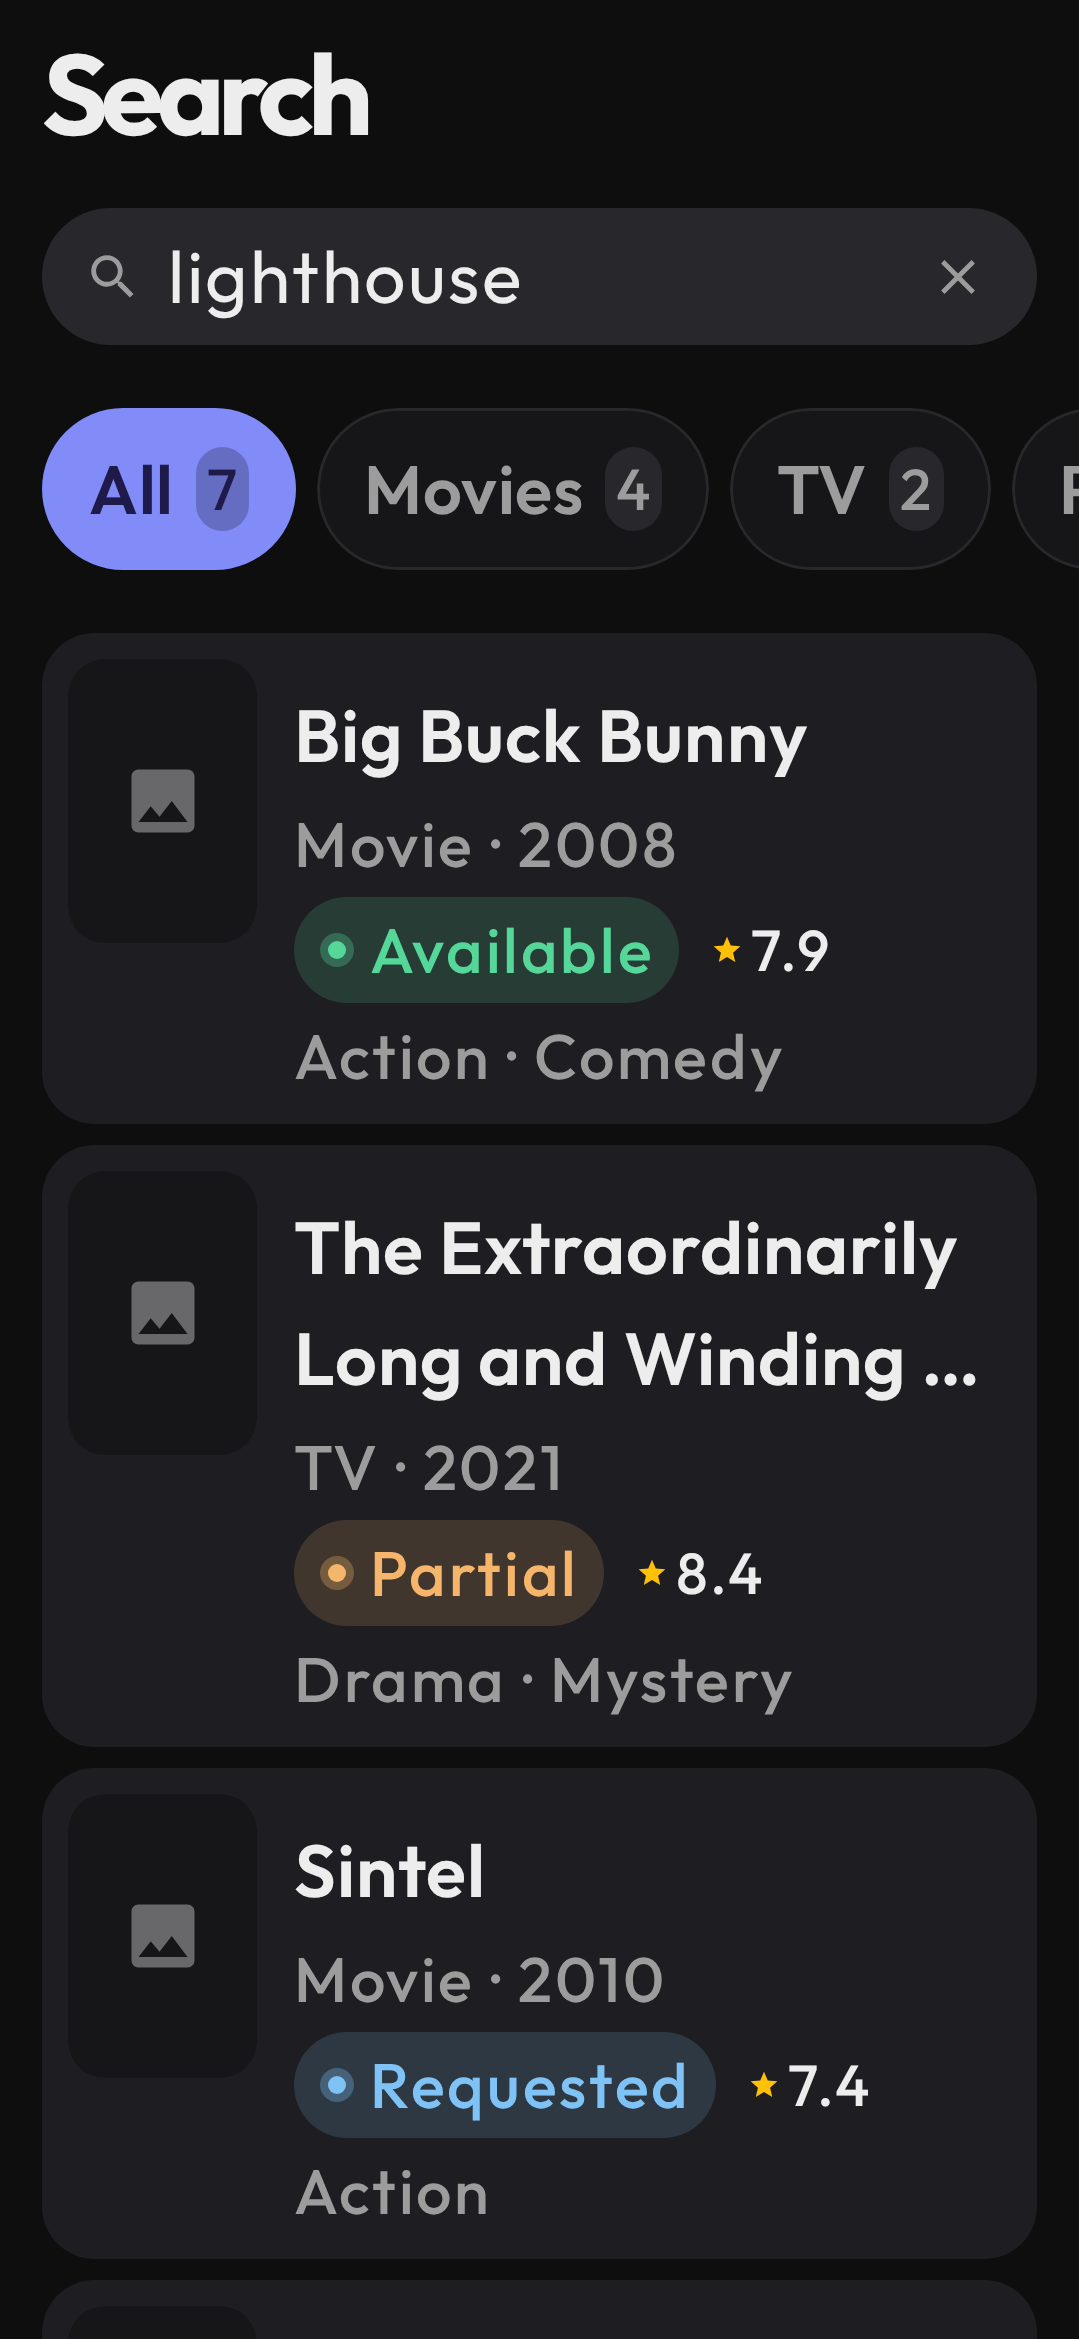 Search
lighthouse
All 7 Movies 4 TV 2
Big Buck Bunny
Movie · 2008
Available 7.9
Action · Comedy
The Extraordinarily
Long and Winding ...
TV · 2021
Partial 8.4
Drama · Mystery
Sintel
Movie · 2010
Requested 7.4
Action